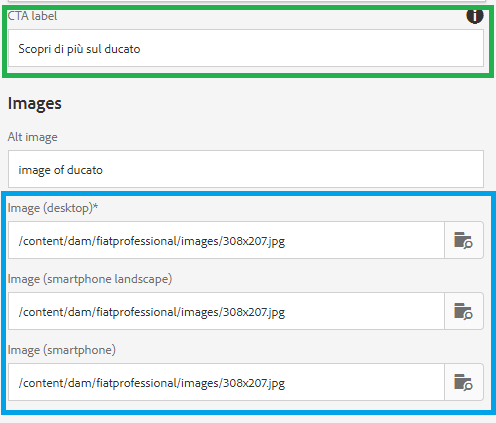 CTA label
Scopri di più sul ducato
Images
Alt image
image of ducato
Image (desktop)*
/content/dam/fiatprofessional/images/308x207.jpg
Image (smartphone landscape)
/content/dam/fiatprofessional/images/308x207.jpg
Image (smartphone)
/content/dam/fiatprofessional/images/308x207.jpg